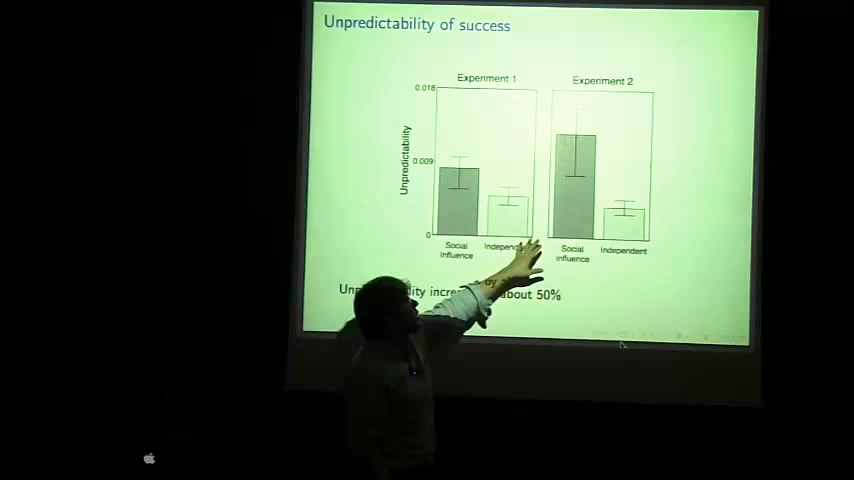 Unpredictability of success
Experiment 1
Experiment 2
0.018
0.009
0
Unpredictability
Social
Influence
Social
Influence
Independent
about 50%